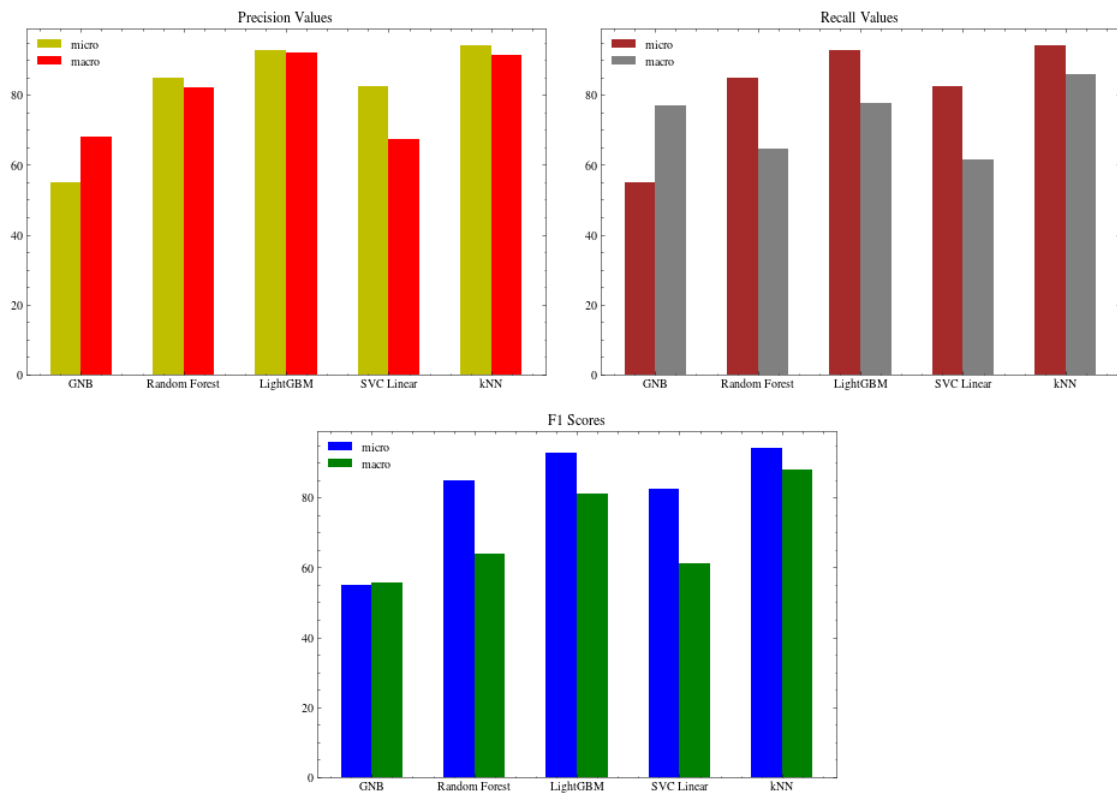 Precision Values
micro
macro
80
60
40
20
0
GNB Random Forest LightGBM SVC Linear kNN
Recall Values
micro
macro
80
60
40
20
0
GNB Random Forest LightGBM SVC Linear kNN
F1 Scores
micro
macro
80
60
40
20
0
GNB Random Forest LightGBM SVC Linear kNN